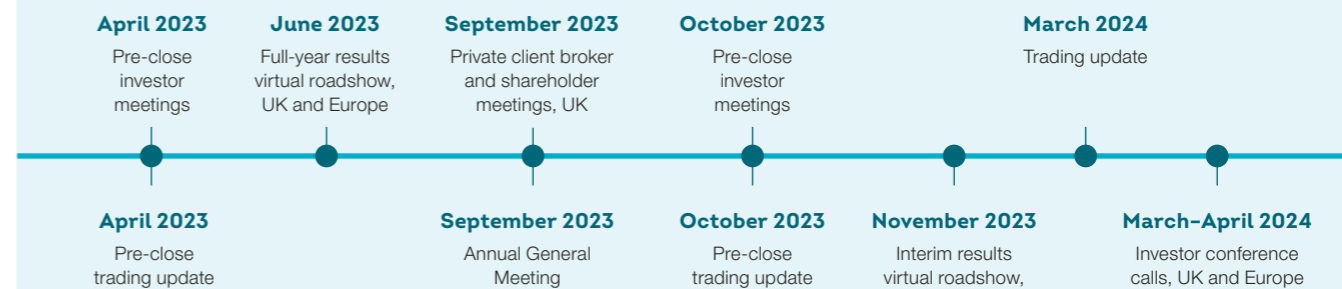 April 2023
Pre-close
investor
meetings
June 2023
Full-year results
virtual roadshow,
UK and Europe
September 2023
Private client broker
and shareholder
meetings, UK
October 2023
Pre-close
investor
meetings
March 2024
Trading update
April 2023
Pre-close
trading update
September 2023
Annual General
Meeting
October 2023
Pre-close
trading update
November 2023
Interim results
virtual roadshow,
March–April 2024
Investor conference
calls, UK and Europe